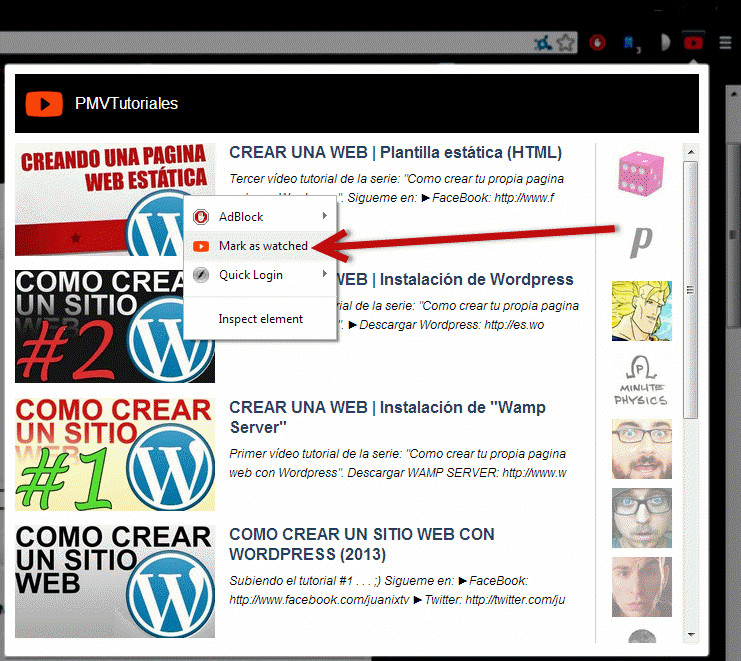 PMVTutoriales
CREANDO UNA PAGINA
WEB ESTÁTICA
CREAR UNA WEB | Plantilla estática (HTML)
Tercer vídeo tutorial de la serie: "Como crear tu propia pagina
". Sigueme en: ►FaceBook: http://www.f
AdBlock
Mark as watched
Quick Login
Inspect element
COMO CREA
UN SITIO
WEB
#2
WEB | Instalación de Wordpress
rial de la serie: "Como crear tu propia pagina
". ►Descargar Wordpress: http://es.wo
COMO CREAR
UN SITIO
WEB
#1
CREAR UNA WEB | Instalación de "Wamp
Server"
Primer vídeo tutorial de la serie: "Como crear tu propia pagina
web con Wordpress". Descargar WAMP SERVER: http://www.w
COMO CREAR
UN SITIO
WEB
COMO CREAR UN SITIO WEB CON
WORDPRESS (2013)
Subiendo el tutorial #1 . . . ;) Sigueme en: ►FaceBook:
http://www.facebook.com/juanixtv ►Twitter: http://twitter.com/ju
P
MINUTE
PHYSICS